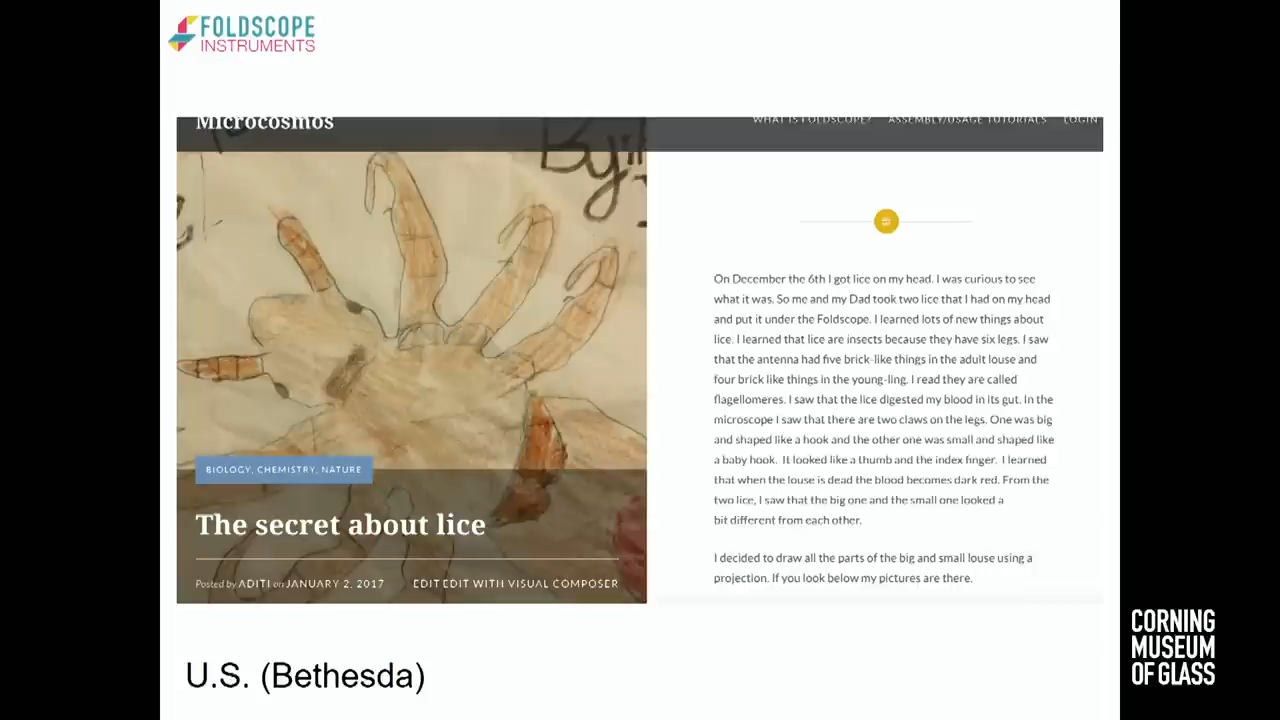 FOLDSCOPE
INSTRUMENTS
Microcosmos
WHAT IS FOLDSCOPE? ASSEMBLY/USAGE TUTORIALS LOGIN
By:
BIOLOGY, CHEMISTRY, NATURE
The secret about lice
Posted by ADITI on JANUARY 2, 2017 EDIT EDIT WITH VISUAL COMPOSER
On December the 6th I got lice on my head. I was curious to see
what it was. So me and my Dad took two lice that I had on my head
and put it under the Foldscope. I learned lots of new things about
lice. I learned that lice are insects because they have six legs. I saw
that the antenna had five brick-like things in the adult louse and
four brick like things in the young-ling. I read they are called
flagellomeres. I saw that the lice digested my blood in its gut. In the
microscope I saw that there are two claws on the legs. One was big
and shaped like a hook and the other one was small and shaped like
a baby hook. It looked like a thumb and the index finger. I learned
that when the louse is dead the blood becomes dark red. From the
two lice, I saw that the big one and the small one looked a
bit different from each other.
I decided to draw all the parts of the big and small louse using a
projection. If you look below my pictures are there.
U.S. (Bethesda)
CORNING
MUSEUM
OF GLASS